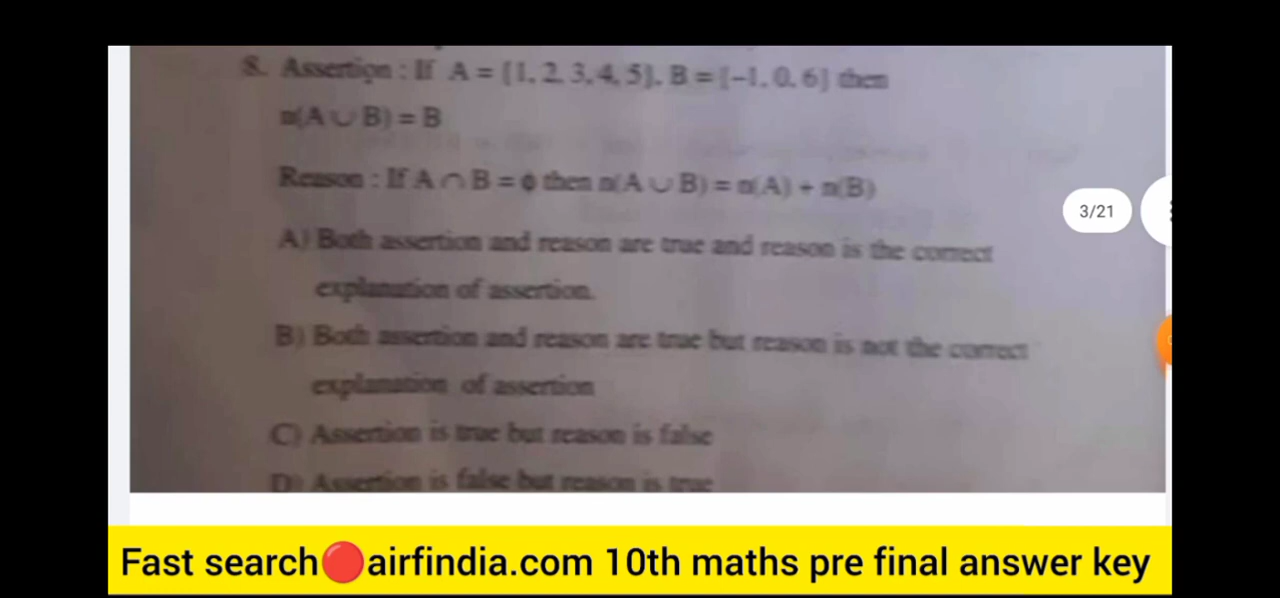 8. Assertion : If A = {1, 2, 3, 4, 5}, B = {-1, 0, 6} then
n(A ∪ B) = B
Reason : If A ∩ B = ϕ then n(A ∪ B) = n(A) + n(B)
3/21
A) Both assertion and reason are true and reason is the correct
explanation of assertion.
B) Both assertion and reason are true but reason is not the correct
explanation of assertion
C) Assertion is true but reason is false
D) Assertion is false but reason is true
Fast search🔴airfindia.com 10th maths pre final answer key